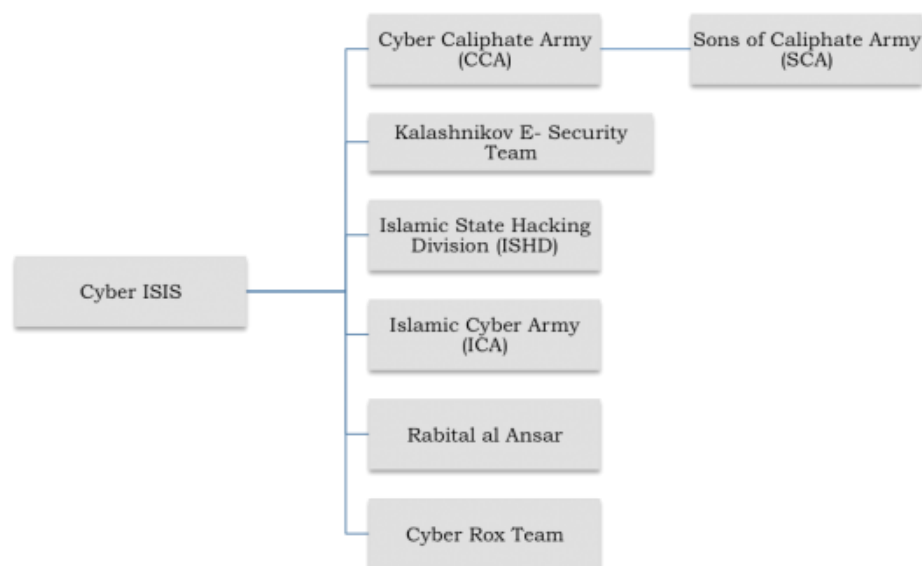 Cyber Caliphate Army
(CCA)
Sons of Caliphate Army
(SCA)
Kalashnikov E- Security
Team
Islamic State Hacking
Division (ISHD)
Cyber ISIS
Islamic Cyber Army
(ICA)
Rabital al Ansar
Cyber Rox Team